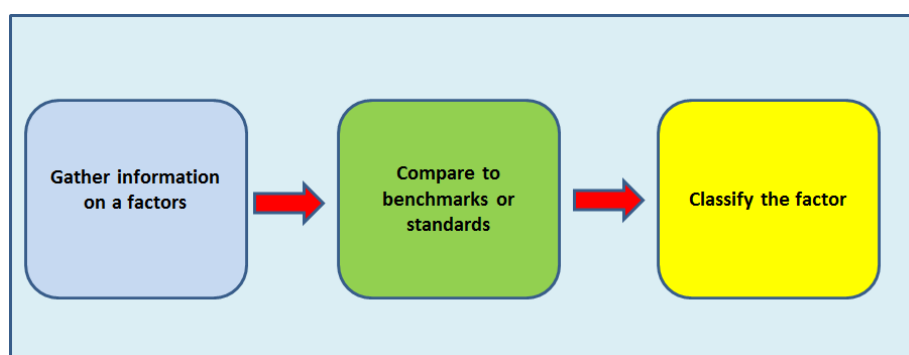 Gather information
on a factors
Compare to
benchmarks or
standards
Classify the factor